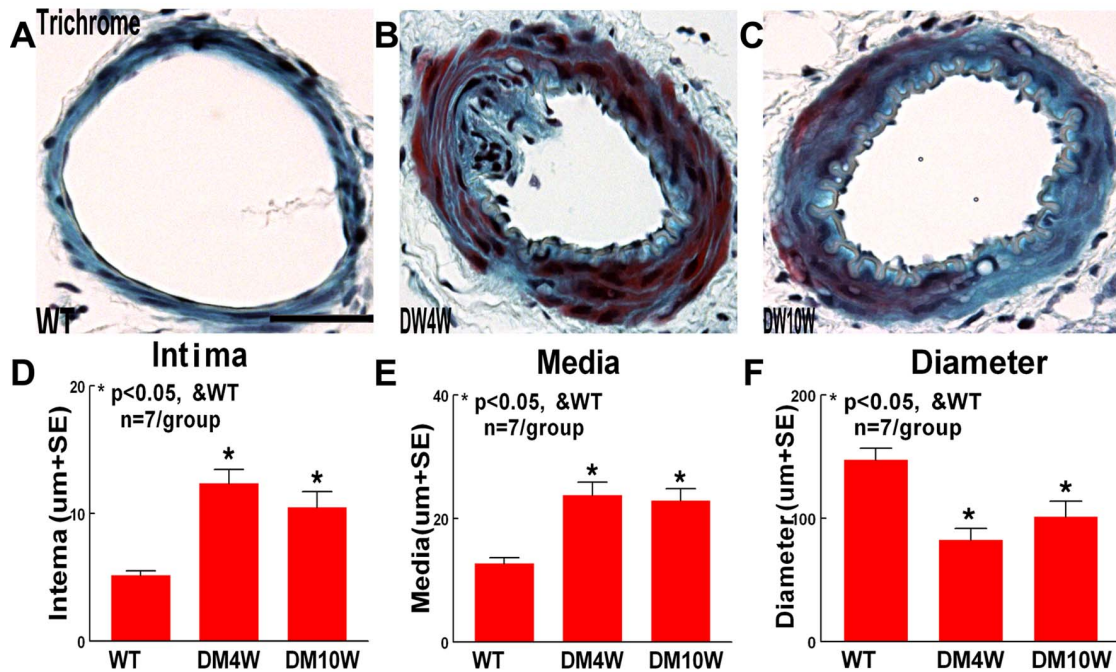 A Trichrome
WT
B
DW4W
C
DW10W
D Intima
Intema (um+SE)
20
10
0
* p<0.05, &WT
n=7/group
*
*
WT DM4W DM10W
E Media
Media(um+SE)
40
20
0
* p<0.05, &WT
n=7/group
*
*
WT DM4W DM10W
F Diameter
Diameter (um+SE)
200
100
0
* p<0.05, &WT
n=7/group
*
*
WT DM4W DM10W